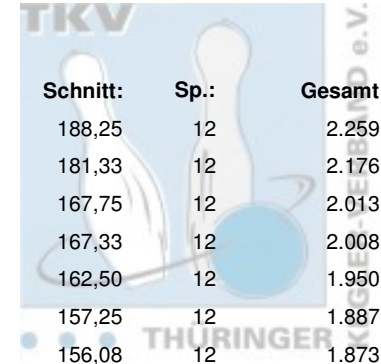 TKV
Schnitt: Sp.: Gesamt
188,25 12 2.259
181,33 12 2.176
167,75 12 2.013
167,33 12 2.008
162,50 12 1.950
157,25 12 1.887
156,08 12 1.873
THÜRINGER
KEGLER-VERBAND e.V.